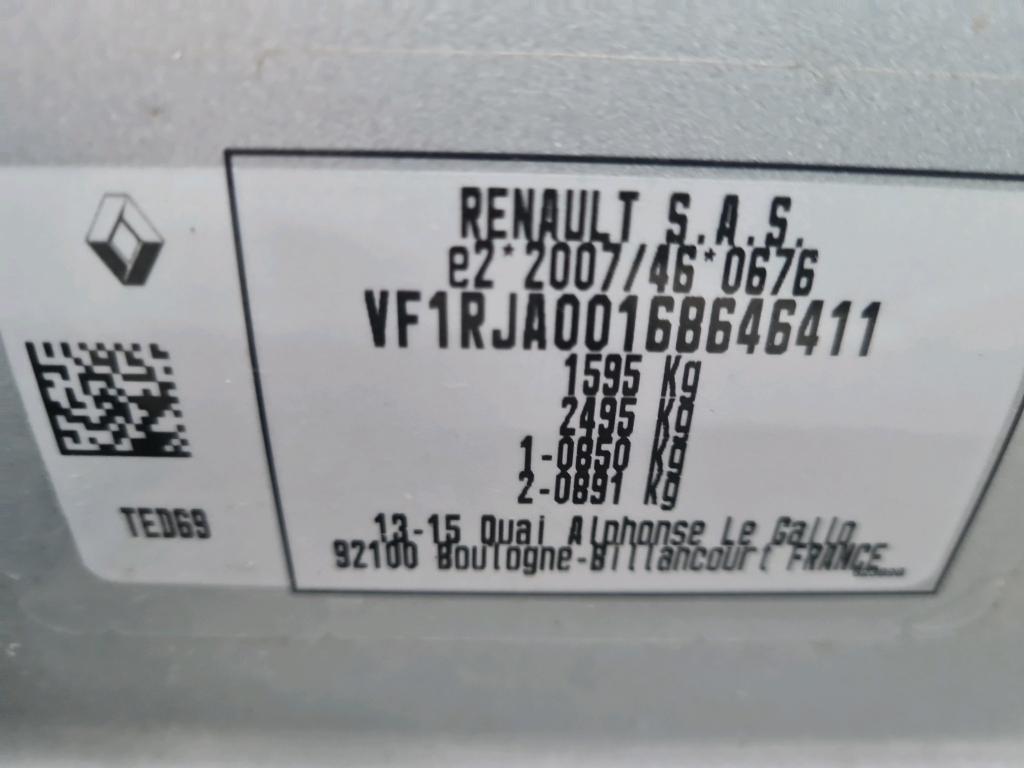 RENAULT S.A.S.
e2*2007/46*0676
VF1RJA00168646411
1595 Kg
2495 Kg
1-0850 Kg
2-0891 Kg
TED69
13-15 Quai Alphonse Le Gallo
92100 Boulogne-Billancourt FRANCE